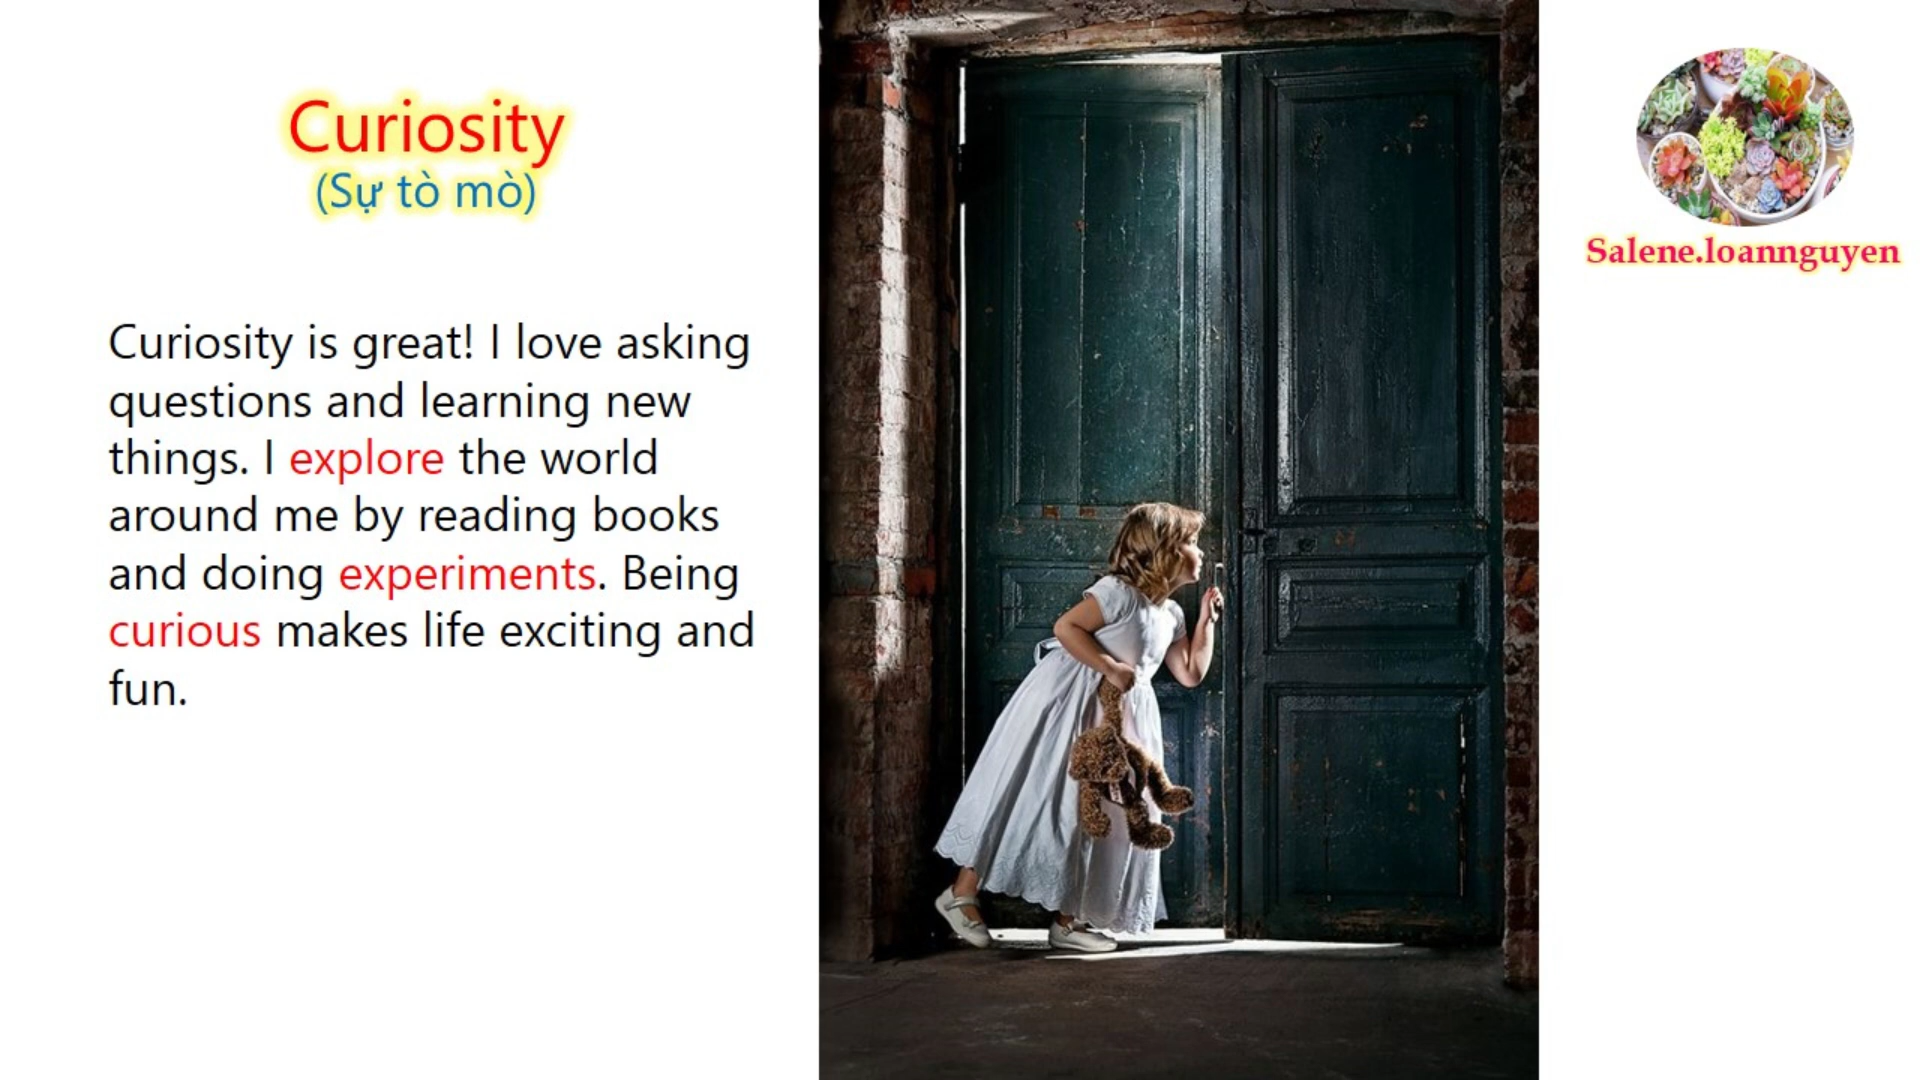 Curiosity
(Sự tò mò)
Curiosity is great! I love asking
questions and learning new
things. I explore the world
around me by reading books
and doing experiments. Being
curious makes life exciting and
fun.
Salene.loannguyen